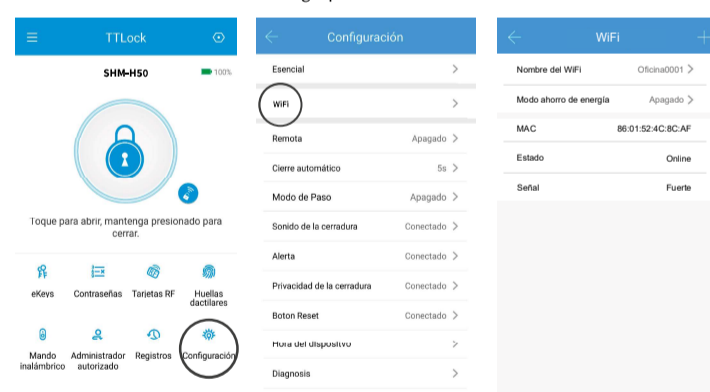 TTLock
SHM-H50
100%
Toque para abrir, mantenga presionado para
cerrar.
eKeys
Contraseñas
Tarjetas RF
Huellas
dactilares
Mando
inalámbrico
Administrador
autorizado
Registros
Configuración
Configuración
Esencial
WiFi
Remota Apagado
Cierre automático 5s
Modo de Paso Apagado
Sonido de la cerradura Conectado
Alerta Conectado
Privacidad de la cerradura Conectado
Boton Reset Conectado
Hora del dispositivo
Diagnosis
WiFi
Nombre del WiFi Oficina0001
Modo ahorro de energía Apagado
MAC 86:01:52:4C:8C:AF
Estado Online
Señal Fuerte